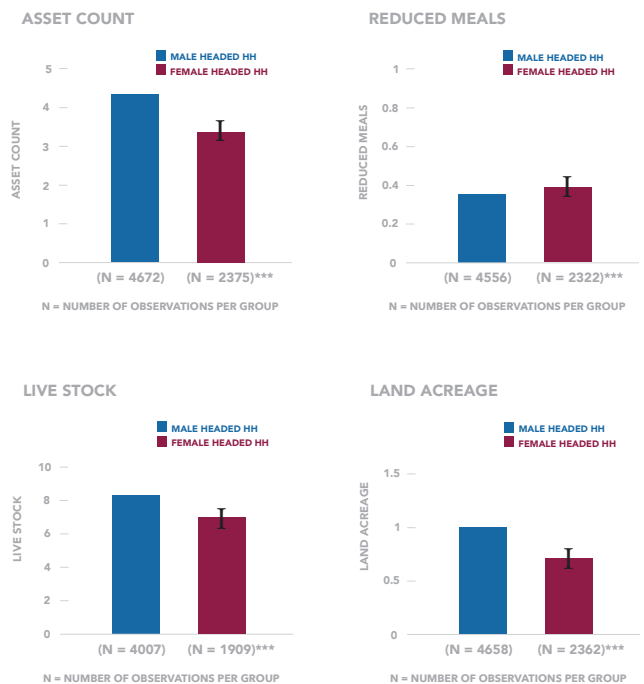 ASSET COUNT
MALE HEADED HH
FEMALE HEADED HH
5
4
3
2
1
0
ASSET COUNT
(N = 4672) (N = 2375)***
N = NUMBER OF OBSERVATIONS PER GROUP
REDUCED MEALS
MALE HEADED HH
FEMALE HEADED HH
1
0.8
0.6
0.4
0.2
0
REDUCED MEALS
(N = 4556) (N = 2322)***
N = NUMBER OF OBSERVATIONS PER GROUP
LIVE STOCK
MALE HEADED HH
FEMALE HEADED HH
10
8
6
4
2
0
LIVE STOCK
(N = 4007) (N = 1909)***
N = NUMBER OF OBSERVATIONS PER GROUP
LAND ACREAGE
MALE HEADED HH
FEMALE HEADED HH
1.5
1
0.5
0
LAND ACREAGE
(N = 4658) (N = 2362)***
N = NUMBER OF OBSERVATIONS PER GROUP